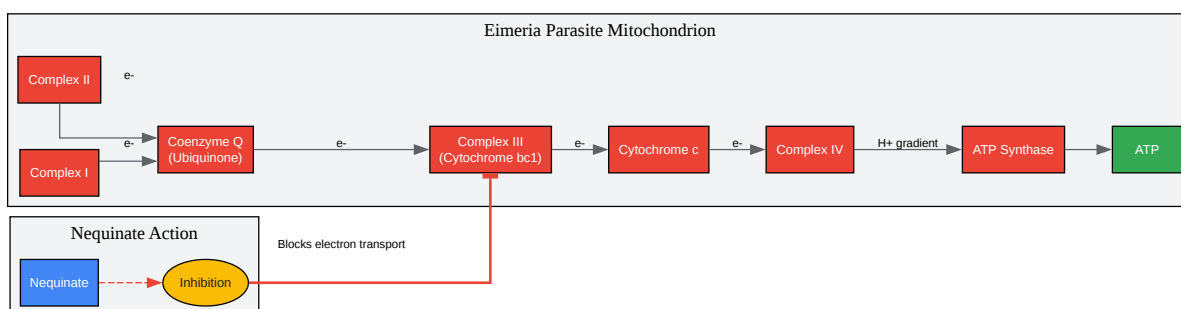 Eimeria Parasite Mitochondrion
Complex II
e-
e-
Complex I
Coenzyme Q
(Ubiquinone)
e-
Complex III
(Cytochrome bc1)
e-
Cytochrome c
e-
Complex IV
H+ gradient
ATP Synthase
ATP
Nequinate Action
Nequinate
Inhibition
Blocks electron transport